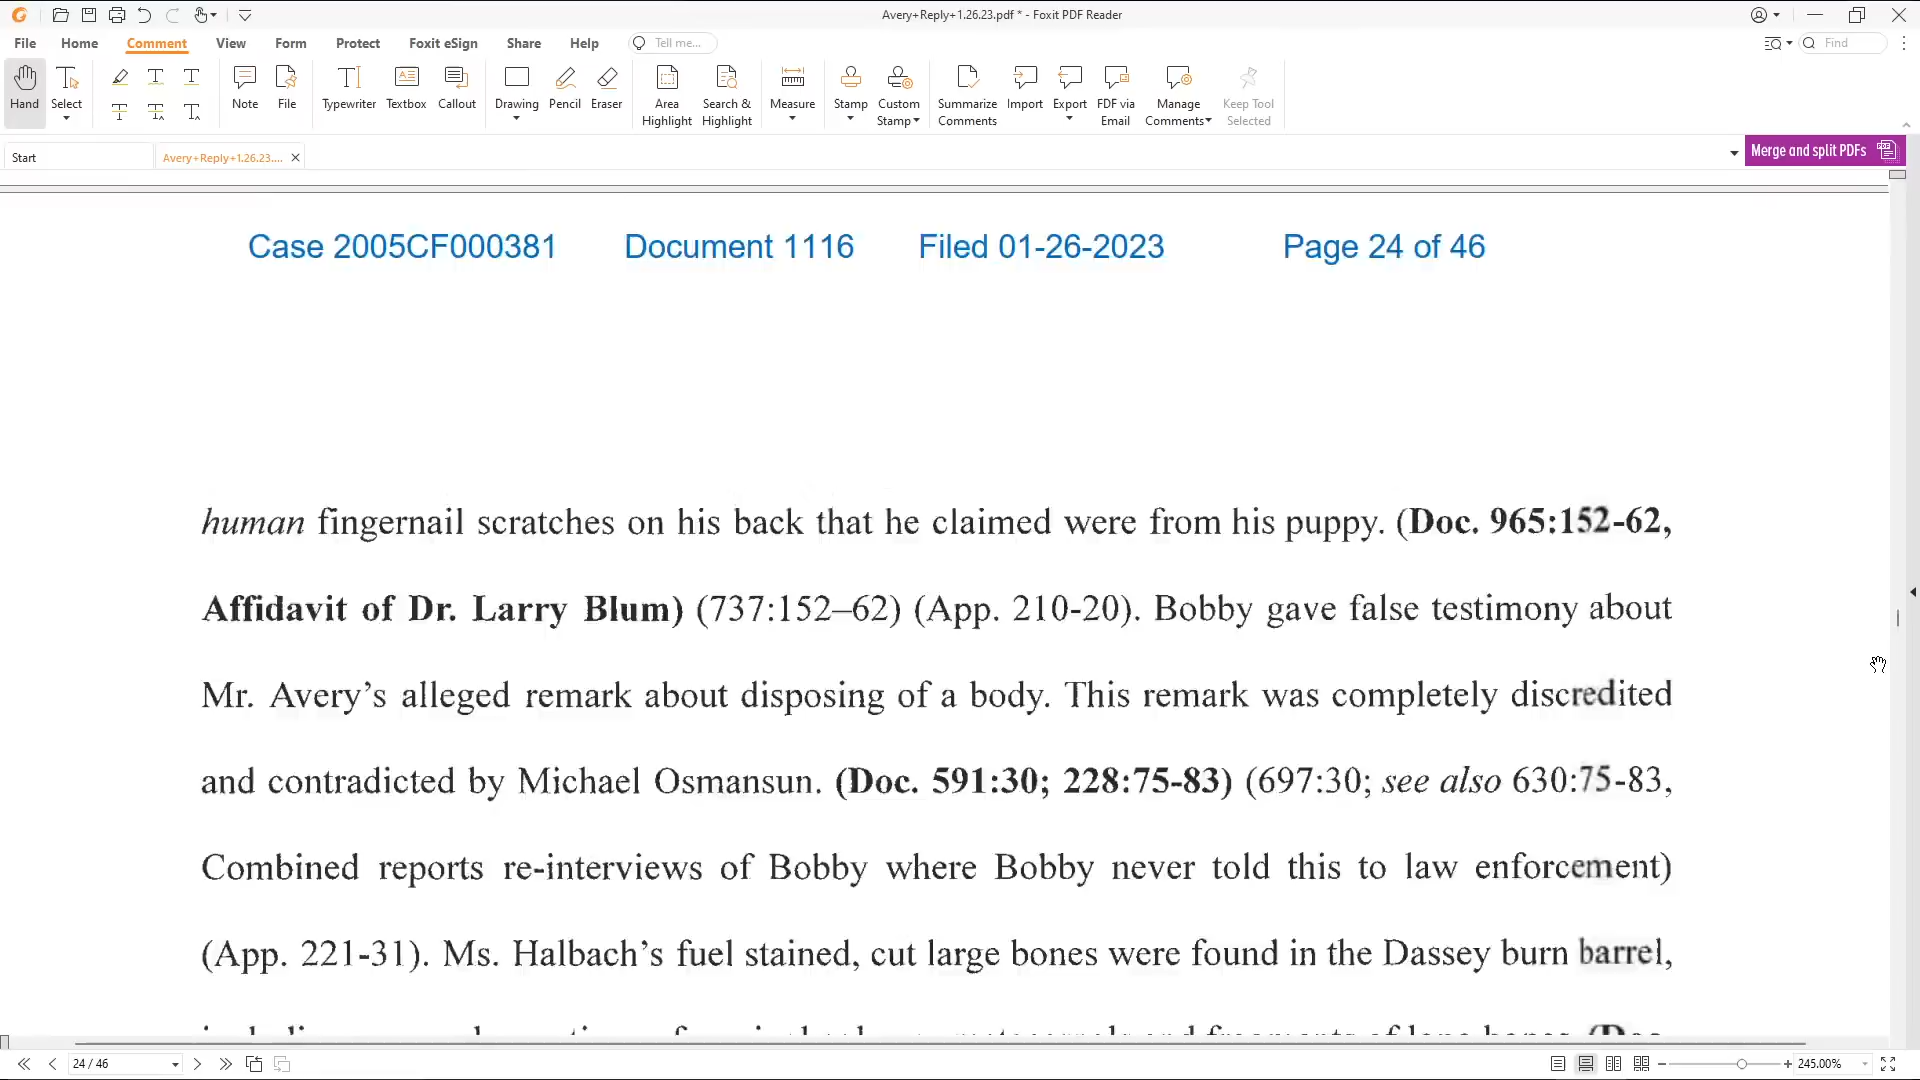 Avery+Reply+1.26.23.pdf * - Foxit PDF Reader
File Home Comment View Form Protect Foxit eSign Share Help Tell me... Find
Hand Select Note File Typewriter Textbox Callout Drawing Pencil Eraser Area Highlight Search & Highlight Measure Stamp Custom Stamp Summarize Comments Import Export FDF via Email Manage Comments Keep Tool Selected
Start Avery+Reply+1.26.23.... Merge and split PDFs
Case 2005CF000381 Document 1116 Filed 01-26-2023 Page 24 of 46
human fingernail scratches on his back that he claimed were from his puppy. (Doc. 965:152-62,
Affidavit of Dr. Larry Blum) (737:152–62) (App. 210-20). Bobby gave false testimony about
Mr. Avery’s alleged remark about disposing of a body. This remark was completely discredited
and contradicted by Michael Osmansun. (Doc. 591:30; 228:75-83) (697:30; see also 630:75-83,
Combined reports re-interviews of Bobby where Bobby never told this to law enforcement)
(App. 221-31). Ms. Halbach’s fuel stained, cut large bones were found in the Dassey burn barrel,
24 / 46 245.00%